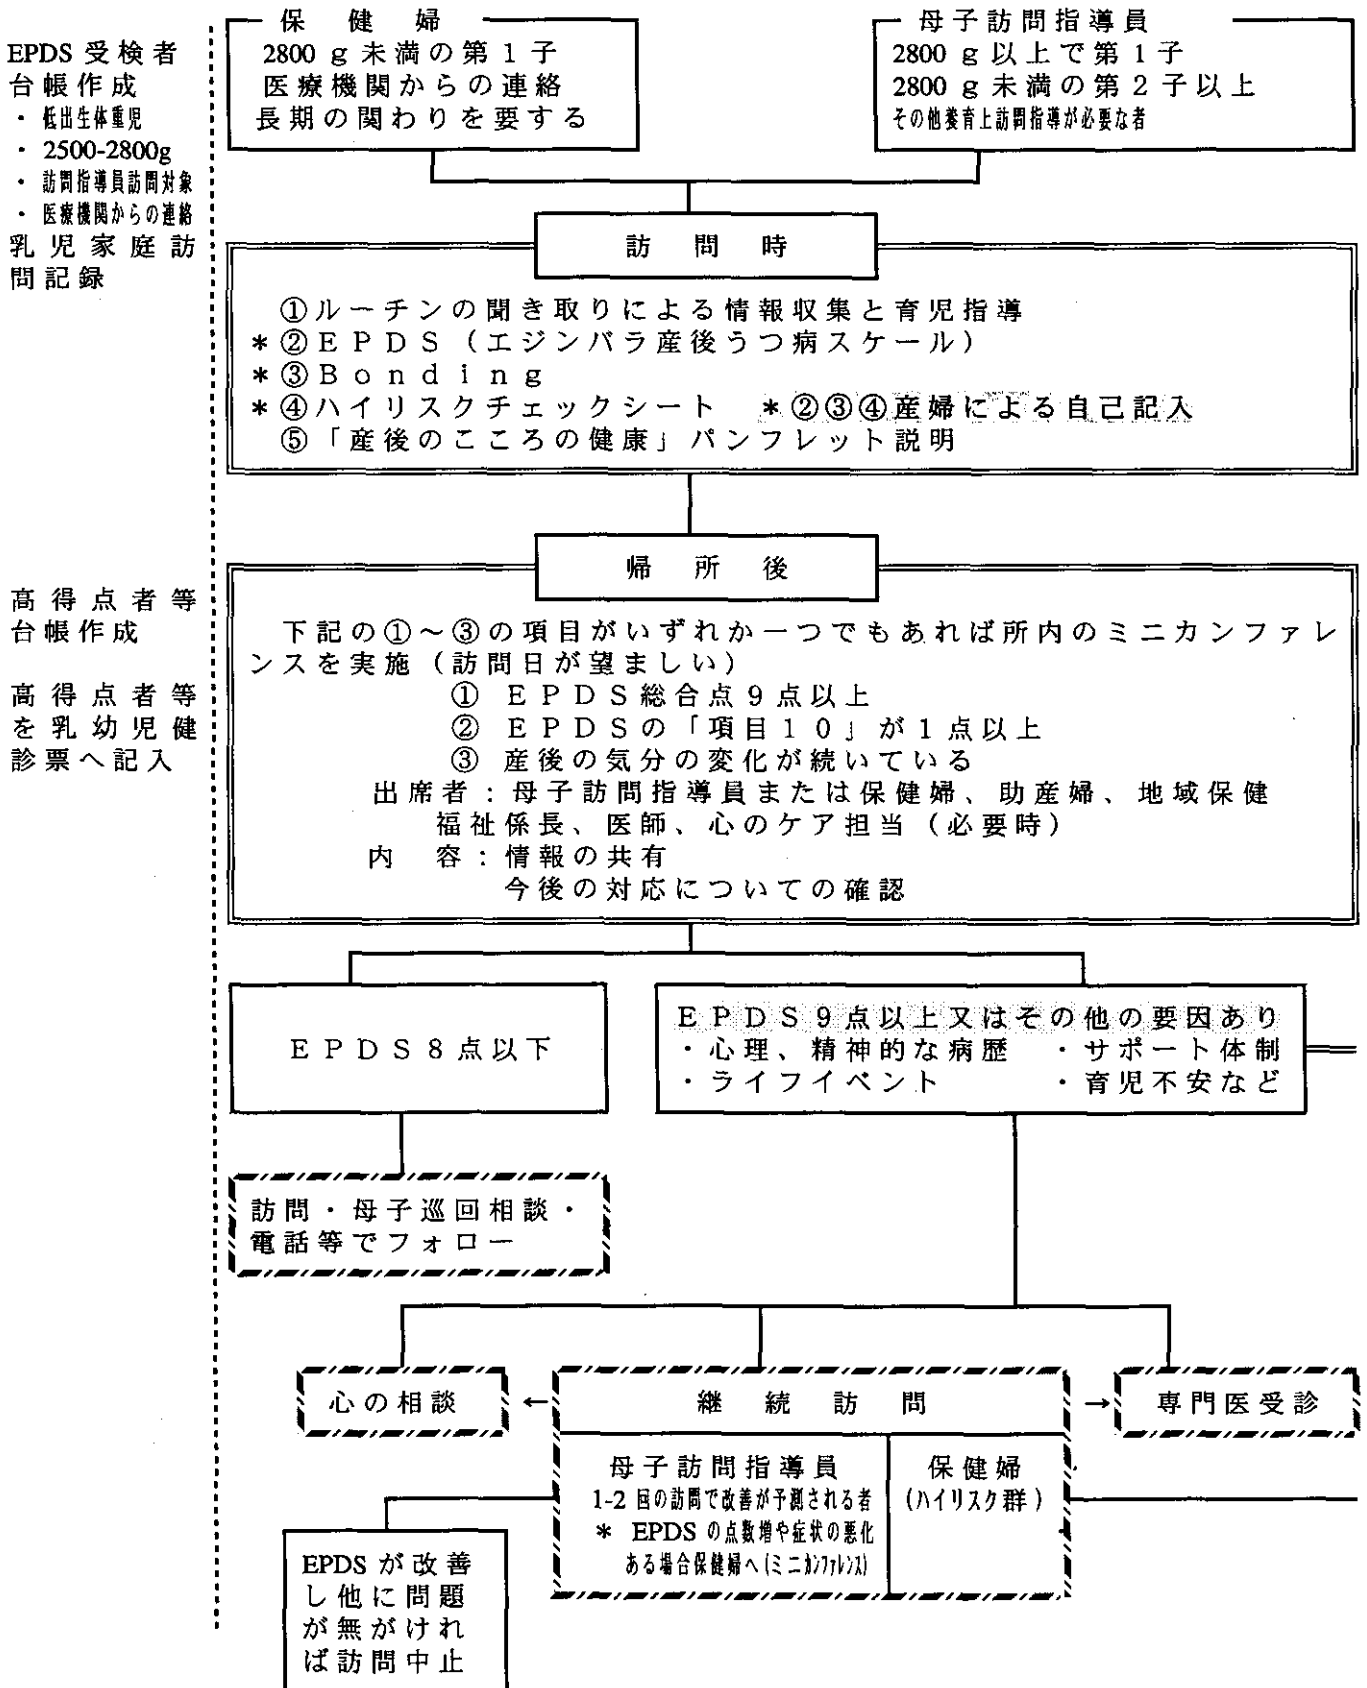 EPDS 受検者
台帳作成
・ 低出生体重児
・ 2500-2800g
・ 訪問指導員訪問対象
・ 医療機関からの連絡
乳児家庭訪
問記録
保健婦
2800ｇ未満の第１子
医療機関からの連絡
長期の関わりを要する
母子訪問指導員
2800ｇ以上で第１子
2800ｇ未満の第２子以上
その他養育上訪問指導が必要な者
訪問時
①ルーチンの聞き取りによる情報収集と育児指導
*②ＥＰＤＳ（エジンバラ産後うつ病スケール）
*③Ｂｏｎｄｉｎｇ
*④ハイリスクチェックシート　*②③④産婦による自己記入
⑤「産後のこころの健康」パンフレット説明
高得点者等
台帳作成
高得点者等
を乳幼児健
診票へ記入
帰所後
下記の①～③の項目がいずれか一つでもあれば所内のミニカンファレ
ンスを実施（訪問日が望ましい）
①　ＥＰＤＳ総合点９点以上
②　ＥＰＤＳの「項目１０」が１点以上
③　産後の気分の変化が続いている
出席者：母子訪問指導員または保健婦、助産婦、地域保健
福祉係長、医師、心のケア担当（必要時）
内　容：情報の共有
今後の対応についての確認
ＥＰＤＳ８点以下
ＥＰＤＳ９点以上又はその他の要因あり
・心理、精神的な病歴　・サポート体制
・ライフイベント　・育児不安など
訪問・母子巡回相談・
電話等でフォロー
心の相談
←
継続訪問
→
専門医受診
母子訪問指導員
1-2 回の訪問で改善が予測される者
* EPDS の点数増や症状の悪化
ある場合保健婦へ(ミニカンファレンス)
保健婦
(ハイリスク群)
EPDS が改善
し他に問題
が無がければ
ば訪問中止